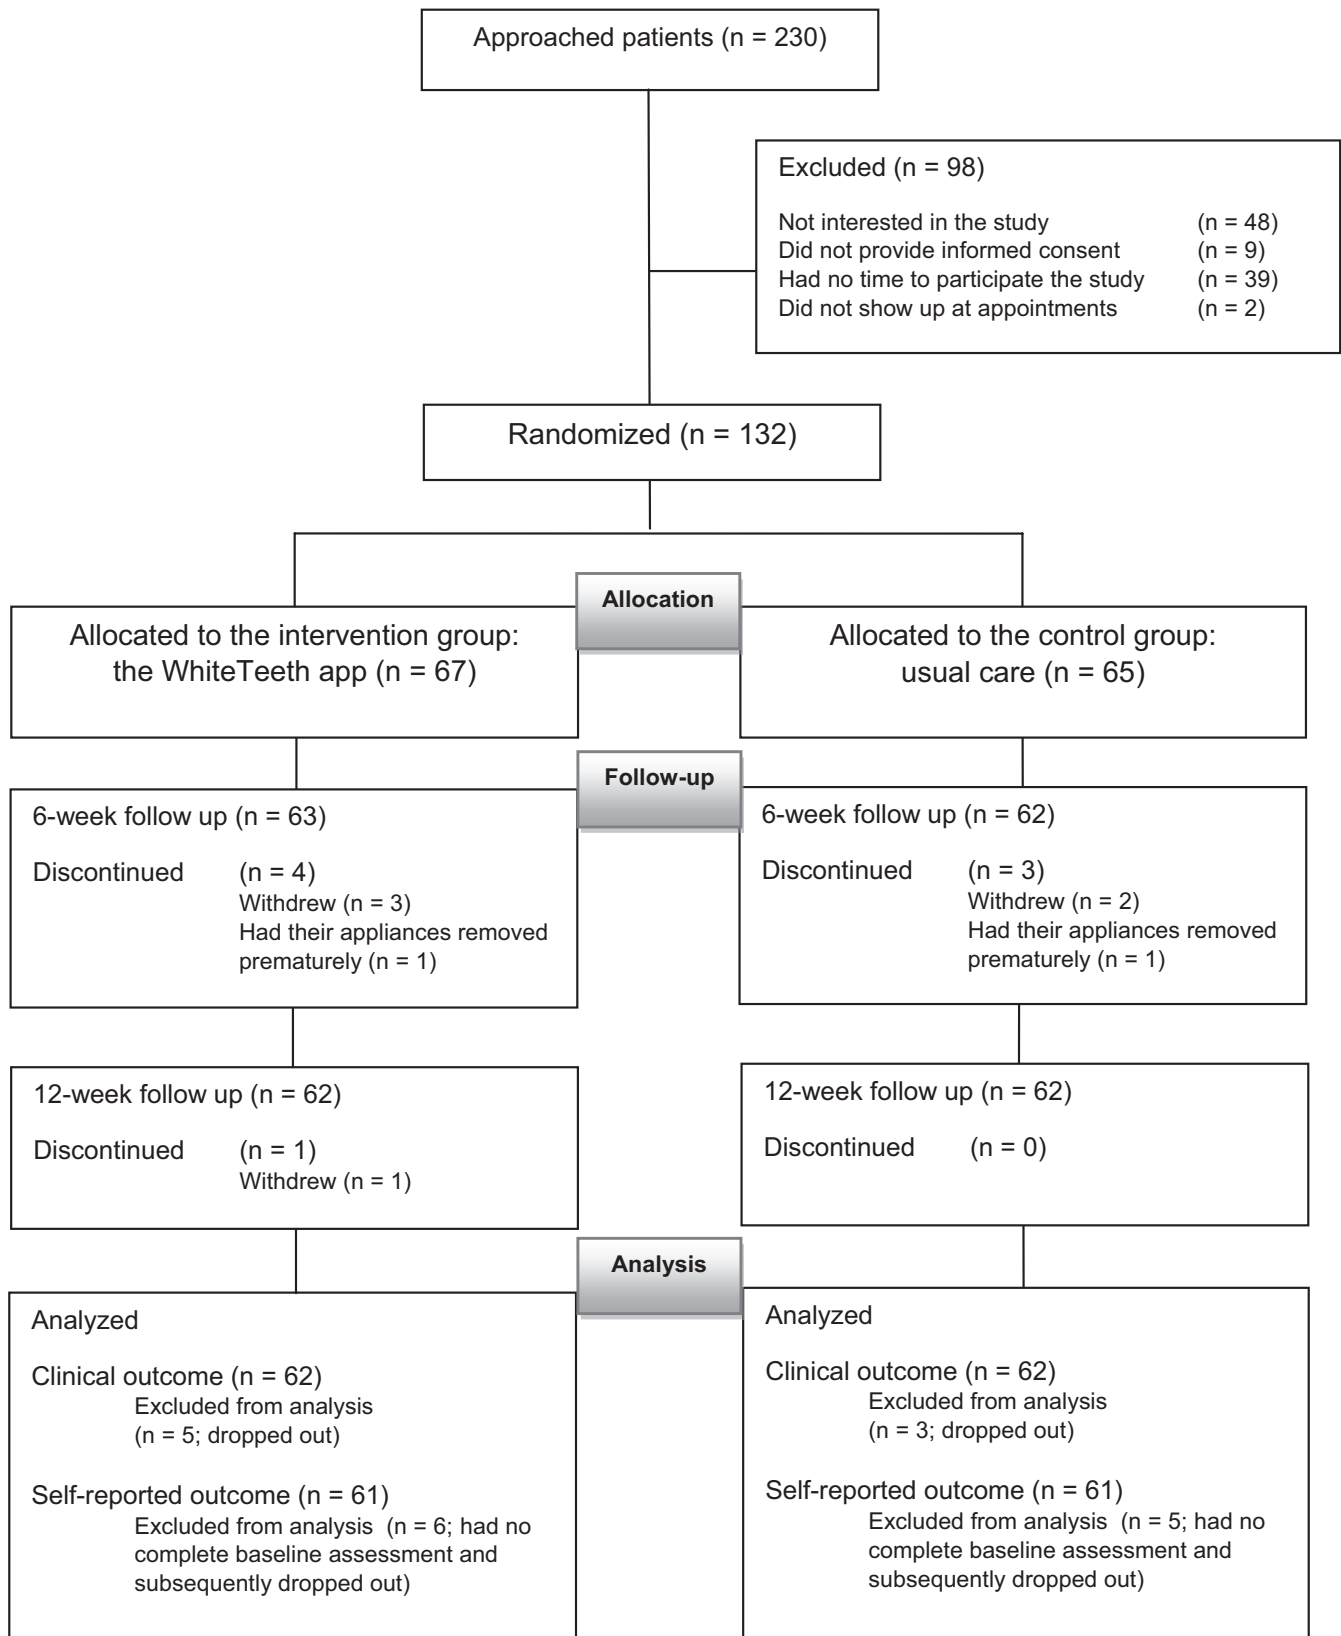 Approached patients (n = 230)
Excluded (n = 98)
Not interested in the study (n = 48)
Did not provide informed consent (n = 9)
Had no time to participate the study (n = 39)
Did not show up at appointments (n = 2)
Randomized (n = 132)
Allocation
Allocated to the intervention group:
the WhiteTeeth app (n = 67)
Allocated to the control group:
usual care (n = 65)
Follow-up
6-week follow up (n = 63)
Discontinued (n = 4)
Withdrew (n = 3)
Had their appliances removed
prematurely (n = 1)
6-week follow up (n = 62)
Discontinued (n = 3)
Withdrew (n = 2)
Had their appliances removed
prematurely (n = 1)
12-week follow up (n = 62)
Discontinued (n = 1)
Withdrew (n = 1)
12-week follow up (n = 62)
Discontinued (n = 0)
Analysis
Analyzed
Clinical outcome (n = 62)
Excluded from analysis
(n = 5; dropped out)
Self-reported outcome (n = 61)
Excluded from analysis (n = 6; had no
complete baseline assessment and
subsequently dropped out)
Analyzed
Clinical outcome (n = 62)
Excluded from analysis
(n = 3; dropped out)
Self-reported outcome (n = 61)
Excluded from analysis (n = 5; had no
complete baseline assessment and
subsequently dropped out)